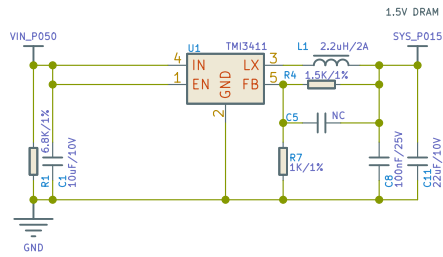 1.5V DRAM
VIN_P050
SYS_P015
U1
TMI3411
L1
2.2uH/2A
4
IN
LX
3
1
EN
FB
5
GND
2
R4
1.5K/1%
C5
NC
R1
6.8K/1%
C1
10uF/10V
R7
1K/1%
C8
100nF/25V
C11
22uF/10V
GND